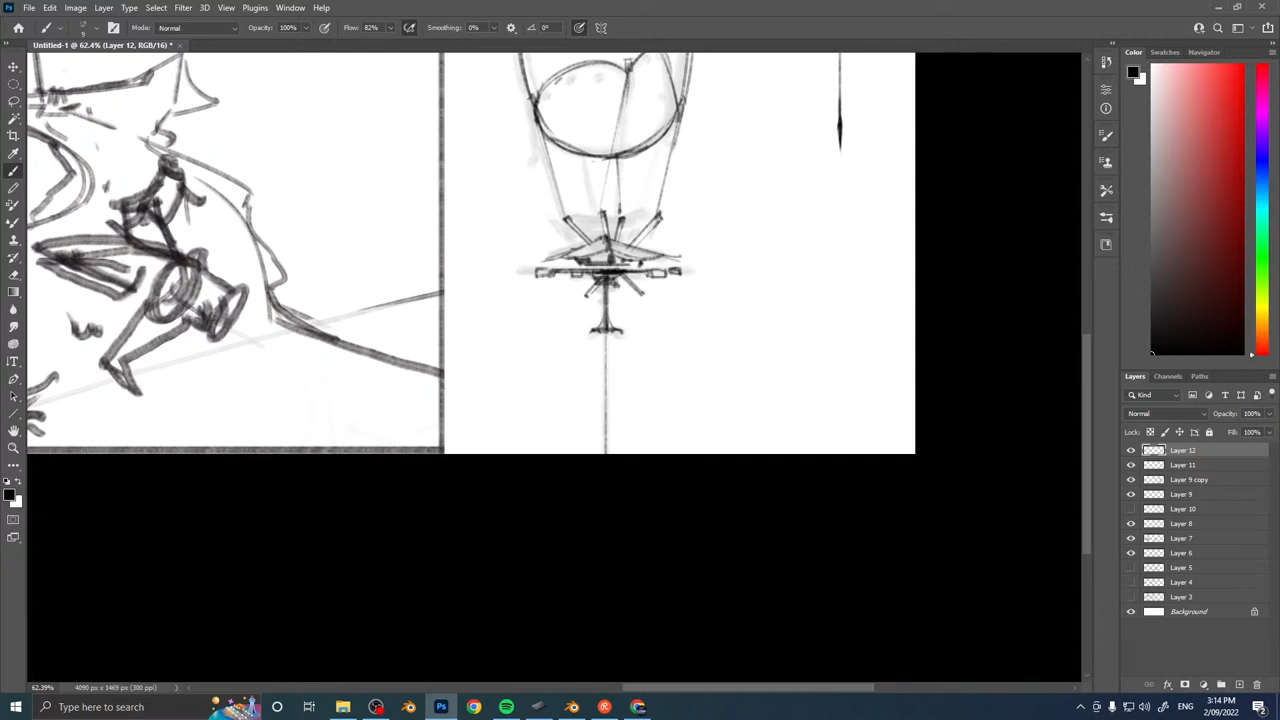 File Edit Image Layer Type Select Filter 3D View Plugins Window Help
9 Mode: Normal Opacity: 100% Flow: 82% Smoothing: 0% 0°
Untitled-1 @ 62.4% (Layer 12, RGB/16) * ×
Color Swatches Navigator
Layers Channels Paths
Kind
Normal Opacity: 100%
Lock: Fill: 100%
Layer 12
Layer 11
Layer 9 copy
Layer 9
Layer 10
Layer 8
Layer 7
Layer 6
Layer 5
Layer 4
Layer 3
Background
62.39% 4090 px x 1469 px (300 ppi)
Type here to search
3:14 PM
2/09/2022